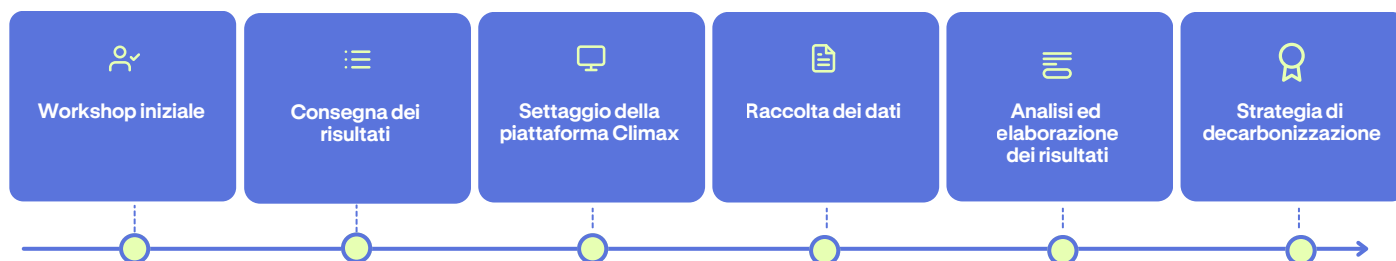 Workshop iniziale
Consegna dei
risultati
Settaggio della
piattaforma Climax
Raccolta dei dati
Analisi ed
elaborazione
dei risultati
Strategia di
decarbonizzazione